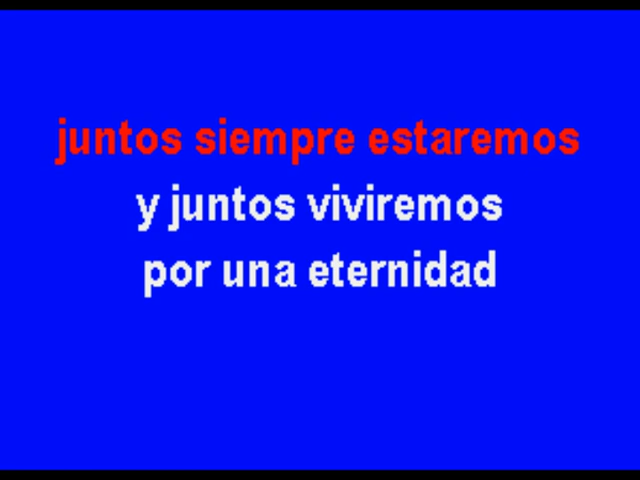 juntos siempre estaremos
y juntos viviremos
por una eternidad